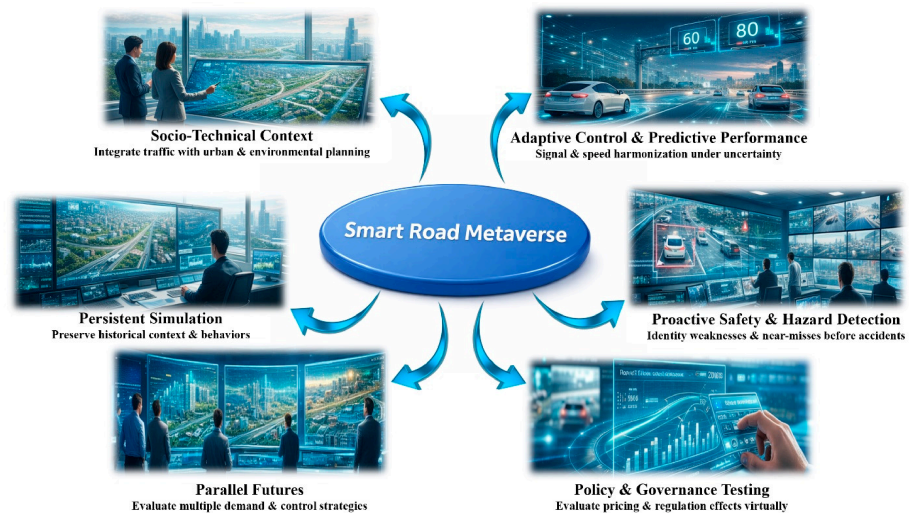 60 80
Socio-Technical Context
Integrate traffic with urban & environmental planning
Adaptive Control & Predictive Performance
Signal & speed harmonization under uncertainty
Smart Road Metaverse
Persistent Simulation
Preserve historical context & behaviors
Proactive Safety & Hazard Detection
Identity weaknesses & near-misses before accidents
Parallel Futures
Evaluate multiple demand & control strategies
Policy & Governance Testing
Evaluate pricing & regulation effects virtually